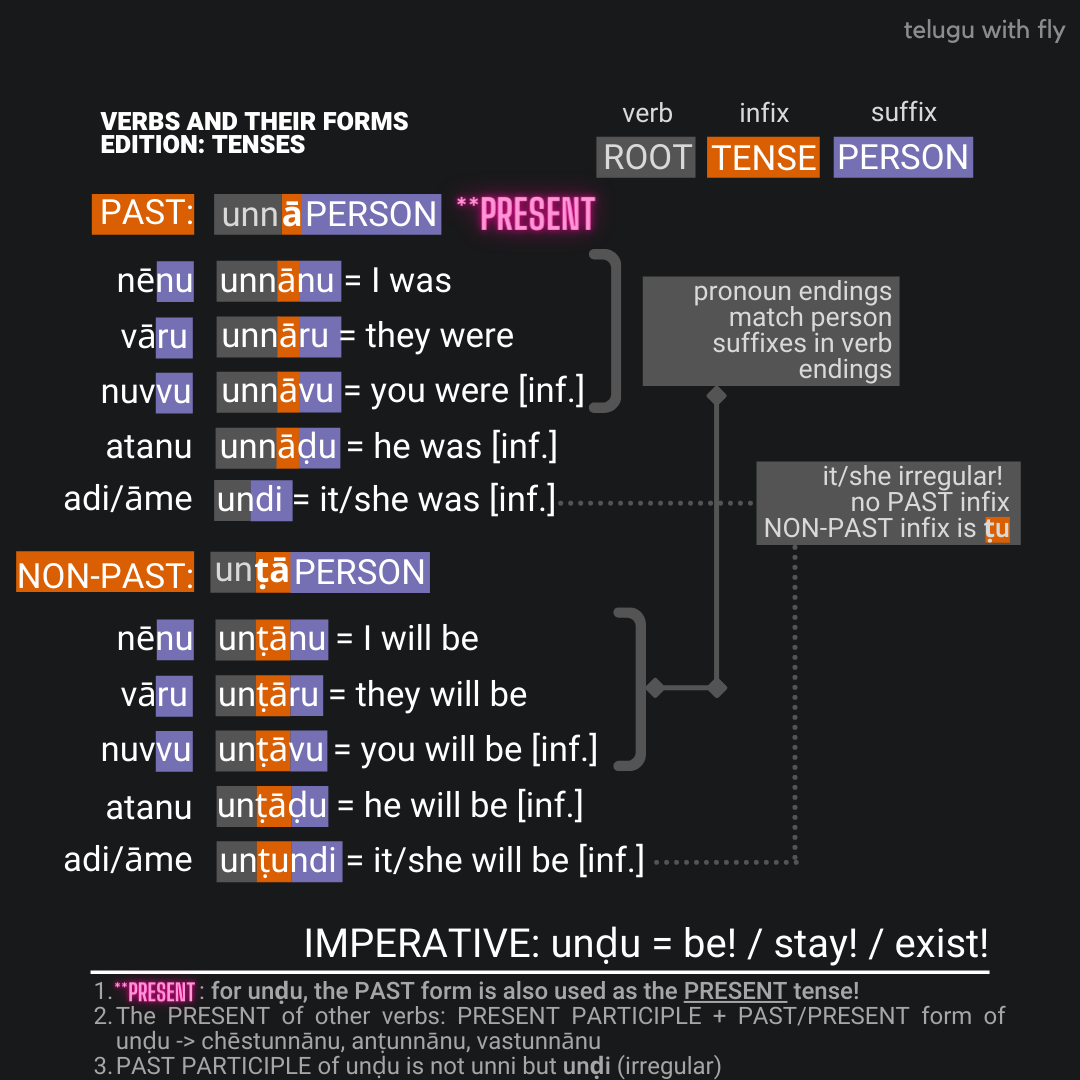 telugu with fly
VERBS AND THEIR FORMS
EDITION: TENSES
verb infix suffix
ROOT TENSE PERSON
PAST: unnāPERSON **PRESENT
nēnu unnānu = I was
vāru unnāru = they were
nuvvu unnāvu = you were [inf.]
atanu unnāḍu = he was [inf.]
adi/āme undi = it/she was [inf.]
pronoun endings
match person
suffixes in verb
endings
it/she irregular!
no PAST infix
NON-PAST infix is ṭu
NON-PAST: unṭāPERSON
nēnu unṭānu = I will be
vāru unṭāru = they will be
nuvvu unṭāvu = you will be [inf.]
atanu unṭāḍu = he will be [inf.]
adi/āme unṭundi = it/she will be [inf.]
IMPERATIVE: unḍu = be! / stay! / exist!
1. **PRESENT : for unḍu, the PAST form is also used as the PRESENT tense!
2. The PRESENT of other verbs: PRESENT PARTICIPLE + PAST/PRESENT form of
unḍu -> chēstunnānu, anṭunnānu, vastunnānu
3. PAST PARTICIPLE of unḍu is not unni but unḍi (irregular)